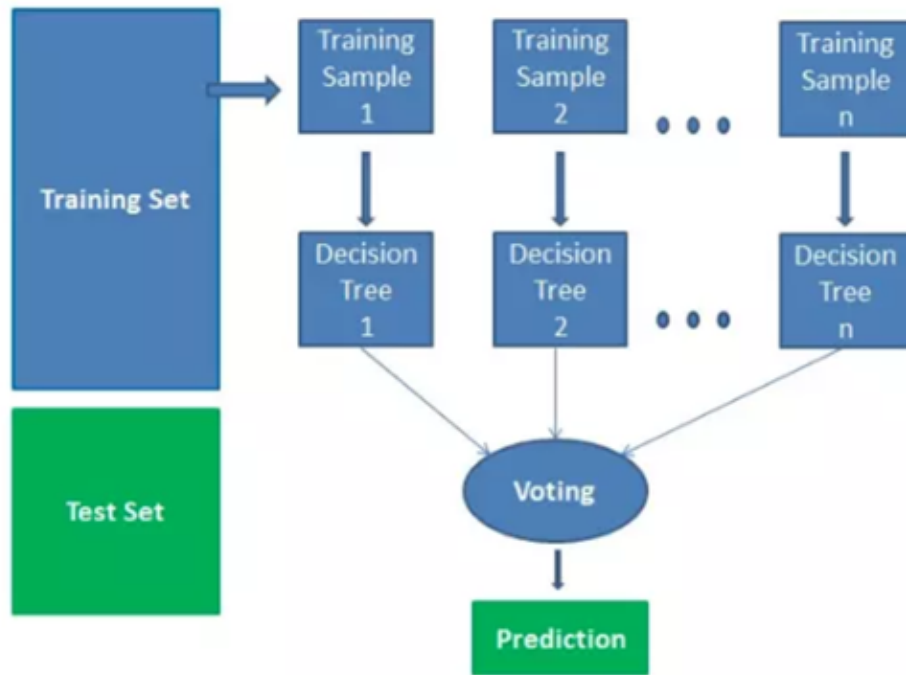 Training Set
Test Set
Training
Sample
1
Training
Sample
2
Training
Sample
n
Decision
Tree
1
Decision
Tree
2
Decision
Tree
n
Voting
Prediction